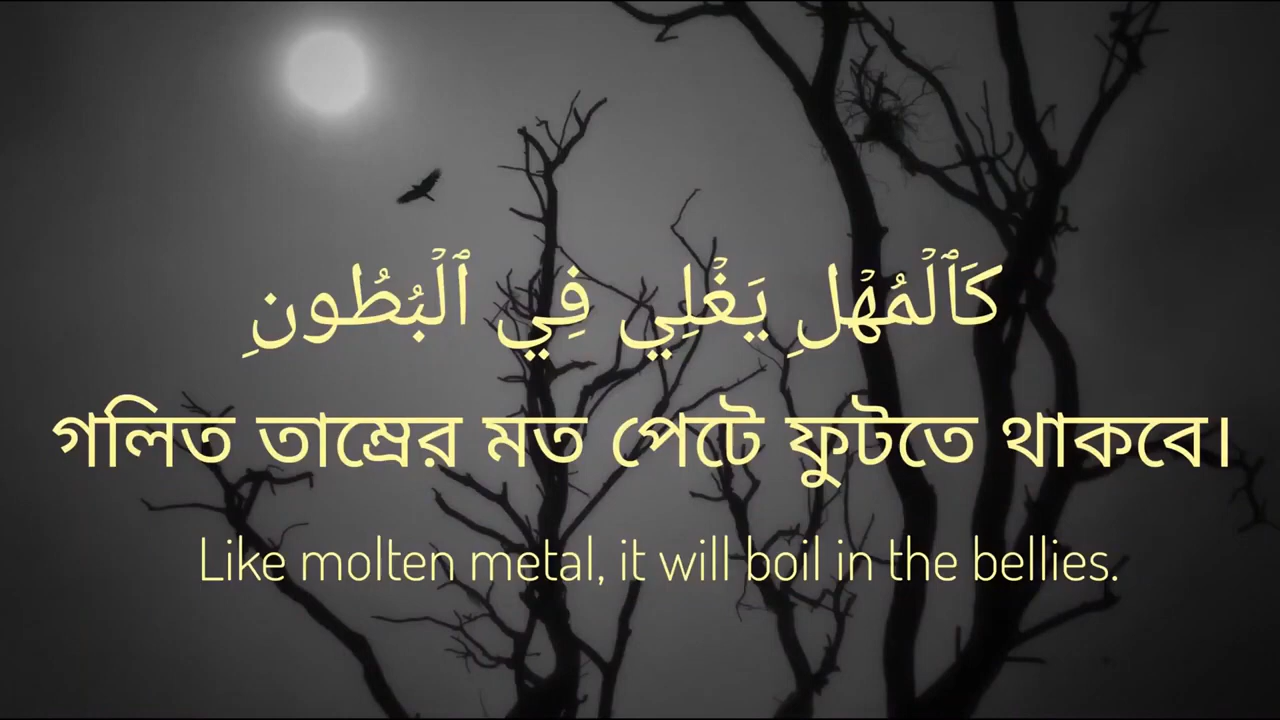 كَٱلۡمُهۡلِ يَغۡلِي فِي ٱلۡبُطُونِ
গলিত তাম্রের মত পেটে ফুটতে থাকবে।
Like molten metal, it will boil in the bellies.